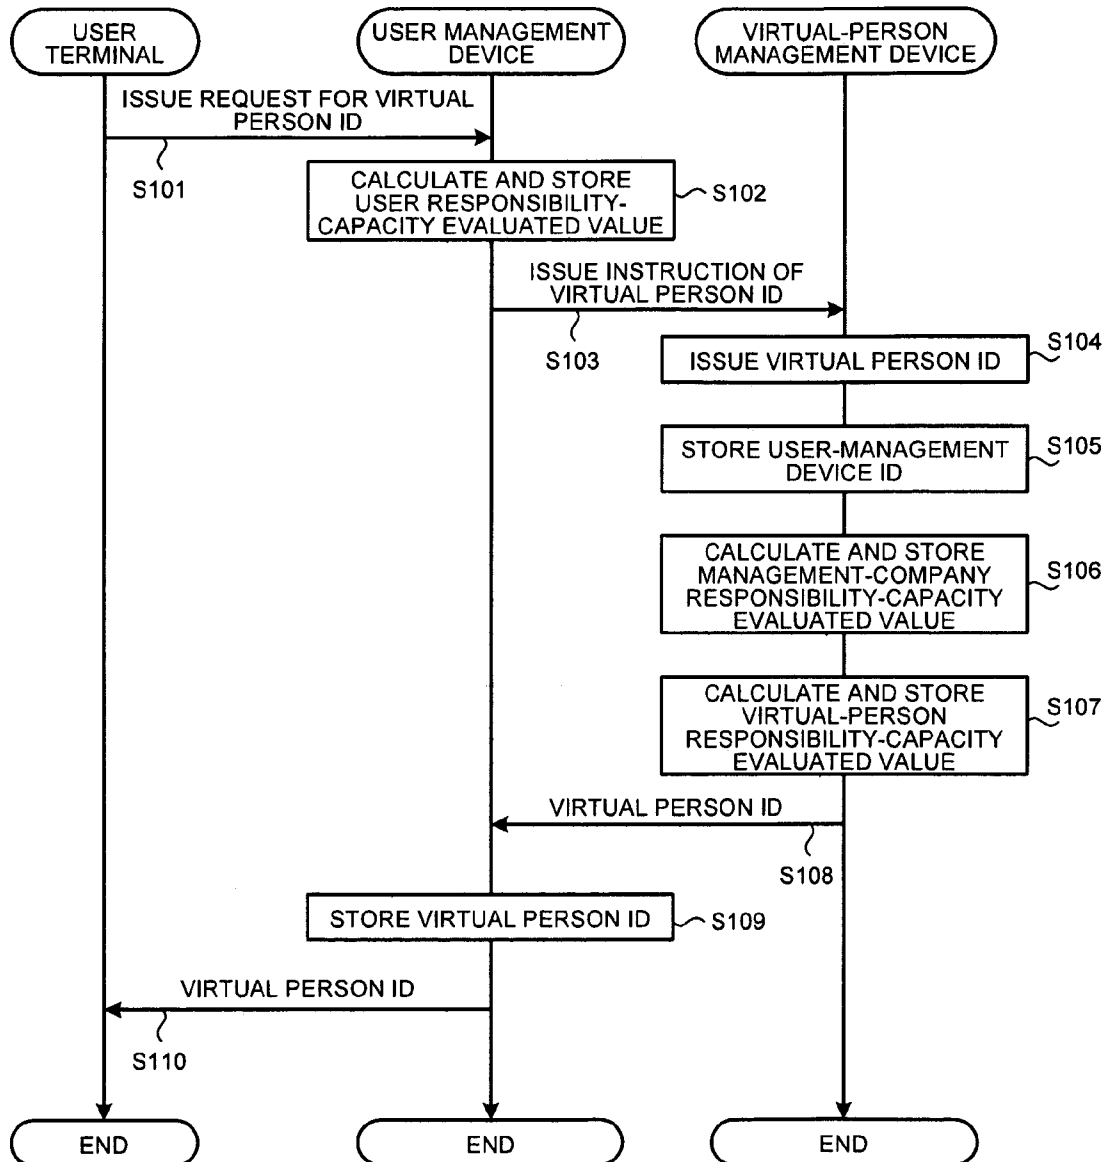 USER
TERMINAL
USER MANAGEMENT
DEVICE
VIRTUAL-PERSON
MANAGEMENT DEVICE
ISSUE REQUEST FOR VIRTUAL
PERSON ID
S101
CALCULATE AND STORE
USER RESPONSIBILITY-
CAPACITY EVALUATED VALUE
S102
ISSUE INSTRUCTION OF
VIRTUAL PERSON ID
S103
ISSUE VIRTUAL PERSON ID
S104
STORE USER-MANAGEMENT
DEVICE ID
S105
CALCULATE AND STORE
MANAGEMENT-COMPANY
RESPONSIBILITY-CAPACITY
EVALUATED VALUE
S106
CALCULATE AND STORE
VIRTUAL-PERSON
RESPONSIBILITY-CAPACITY
EVALUATED VALUE
S107
VIRTUAL PERSON ID
S108
STORE VIRTUAL PERSON ID
S109
VIRTUAL PERSON ID
S110
END
END
END